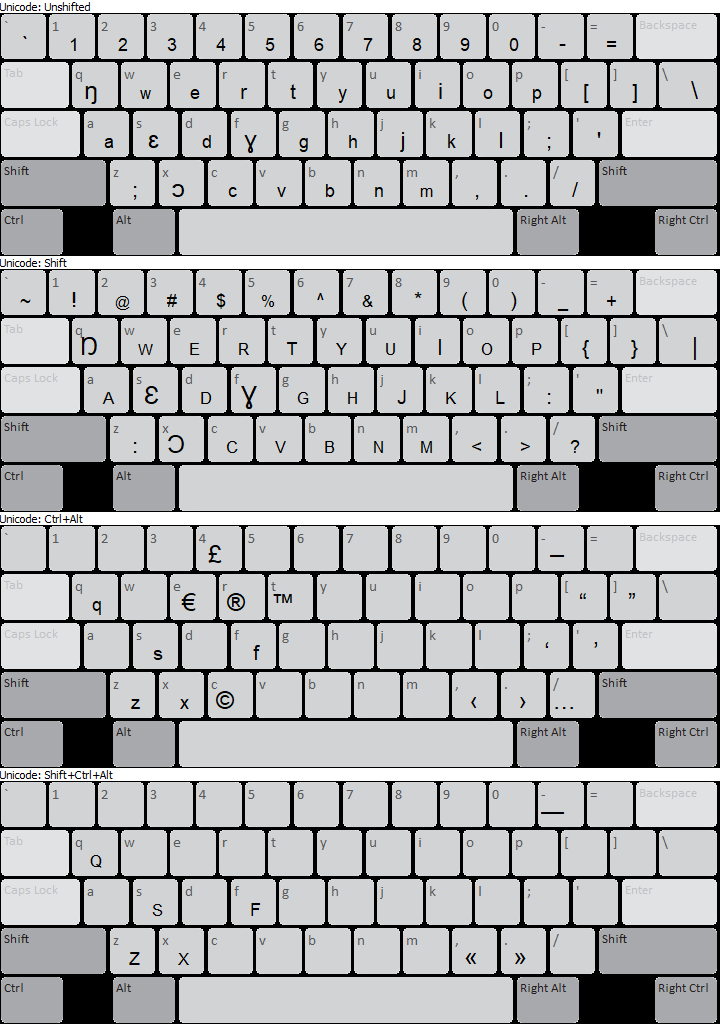 Unicode: Unshifted
` 1 2 3 4 5 6 7 8 9 0 - = Backspace
` 1 2 3 4 5 6 7 8 9 0 - =
Tab q w e r t y u i o p [ ] \
ŋ w e r t y u i o p [ ] \
Caps Lock a s d f g h j k l ; ' Enter
a ɛ d ɣ g h j k l ; '
Shift z x c v b n m , . / Shift
; ɔ c v b n m , . /
Ctrl Alt Right Alt Right Ctrl
Unicode: Shift
` 1 2 3 4 5 6 7 8 9 0 - = Backspace
~ ! @ # $ % ^ & * ( ) _ +
Tab q w e r t y u i o p [ ] \
Ŋ W E R T Y U I O P { } |
Caps Lock a s d f g h j k l ; ' Enter
A Ɛ D Ɣ G H J K L : "
Shift z x c v b n m , . / Shift
: Ɔ C V B N M < > ?
Ctrl Alt Right Alt Right Ctrl
Unicode: Ctrl+Alt
` 1 2 3 4 5 6 7 8 9 0 - = Backspace
£ –
Tab q w e r t y u i o p [ ] \
q € ® ™ “ ”
Caps Lock a s d f g h j k l ; ' Enter
s f ‘ ’
Shift z x c v b n m , . / Shift
z x © ‹ › …
Ctrl Alt Right Alt Right Ctrl
Unicode: Shift+Ctrl+Alt
` 1 2 3 4 5 6 7 8 9 0 - = Backspace
—
Tab q w e r t y u i o p [ ] \
Q
Caps Lock a s d f g h j k l ; ' Enter
S F
Shift z x c v b n m , . / Shift
Z X « »
Ctrl Alt Right Alt Right Ctrl